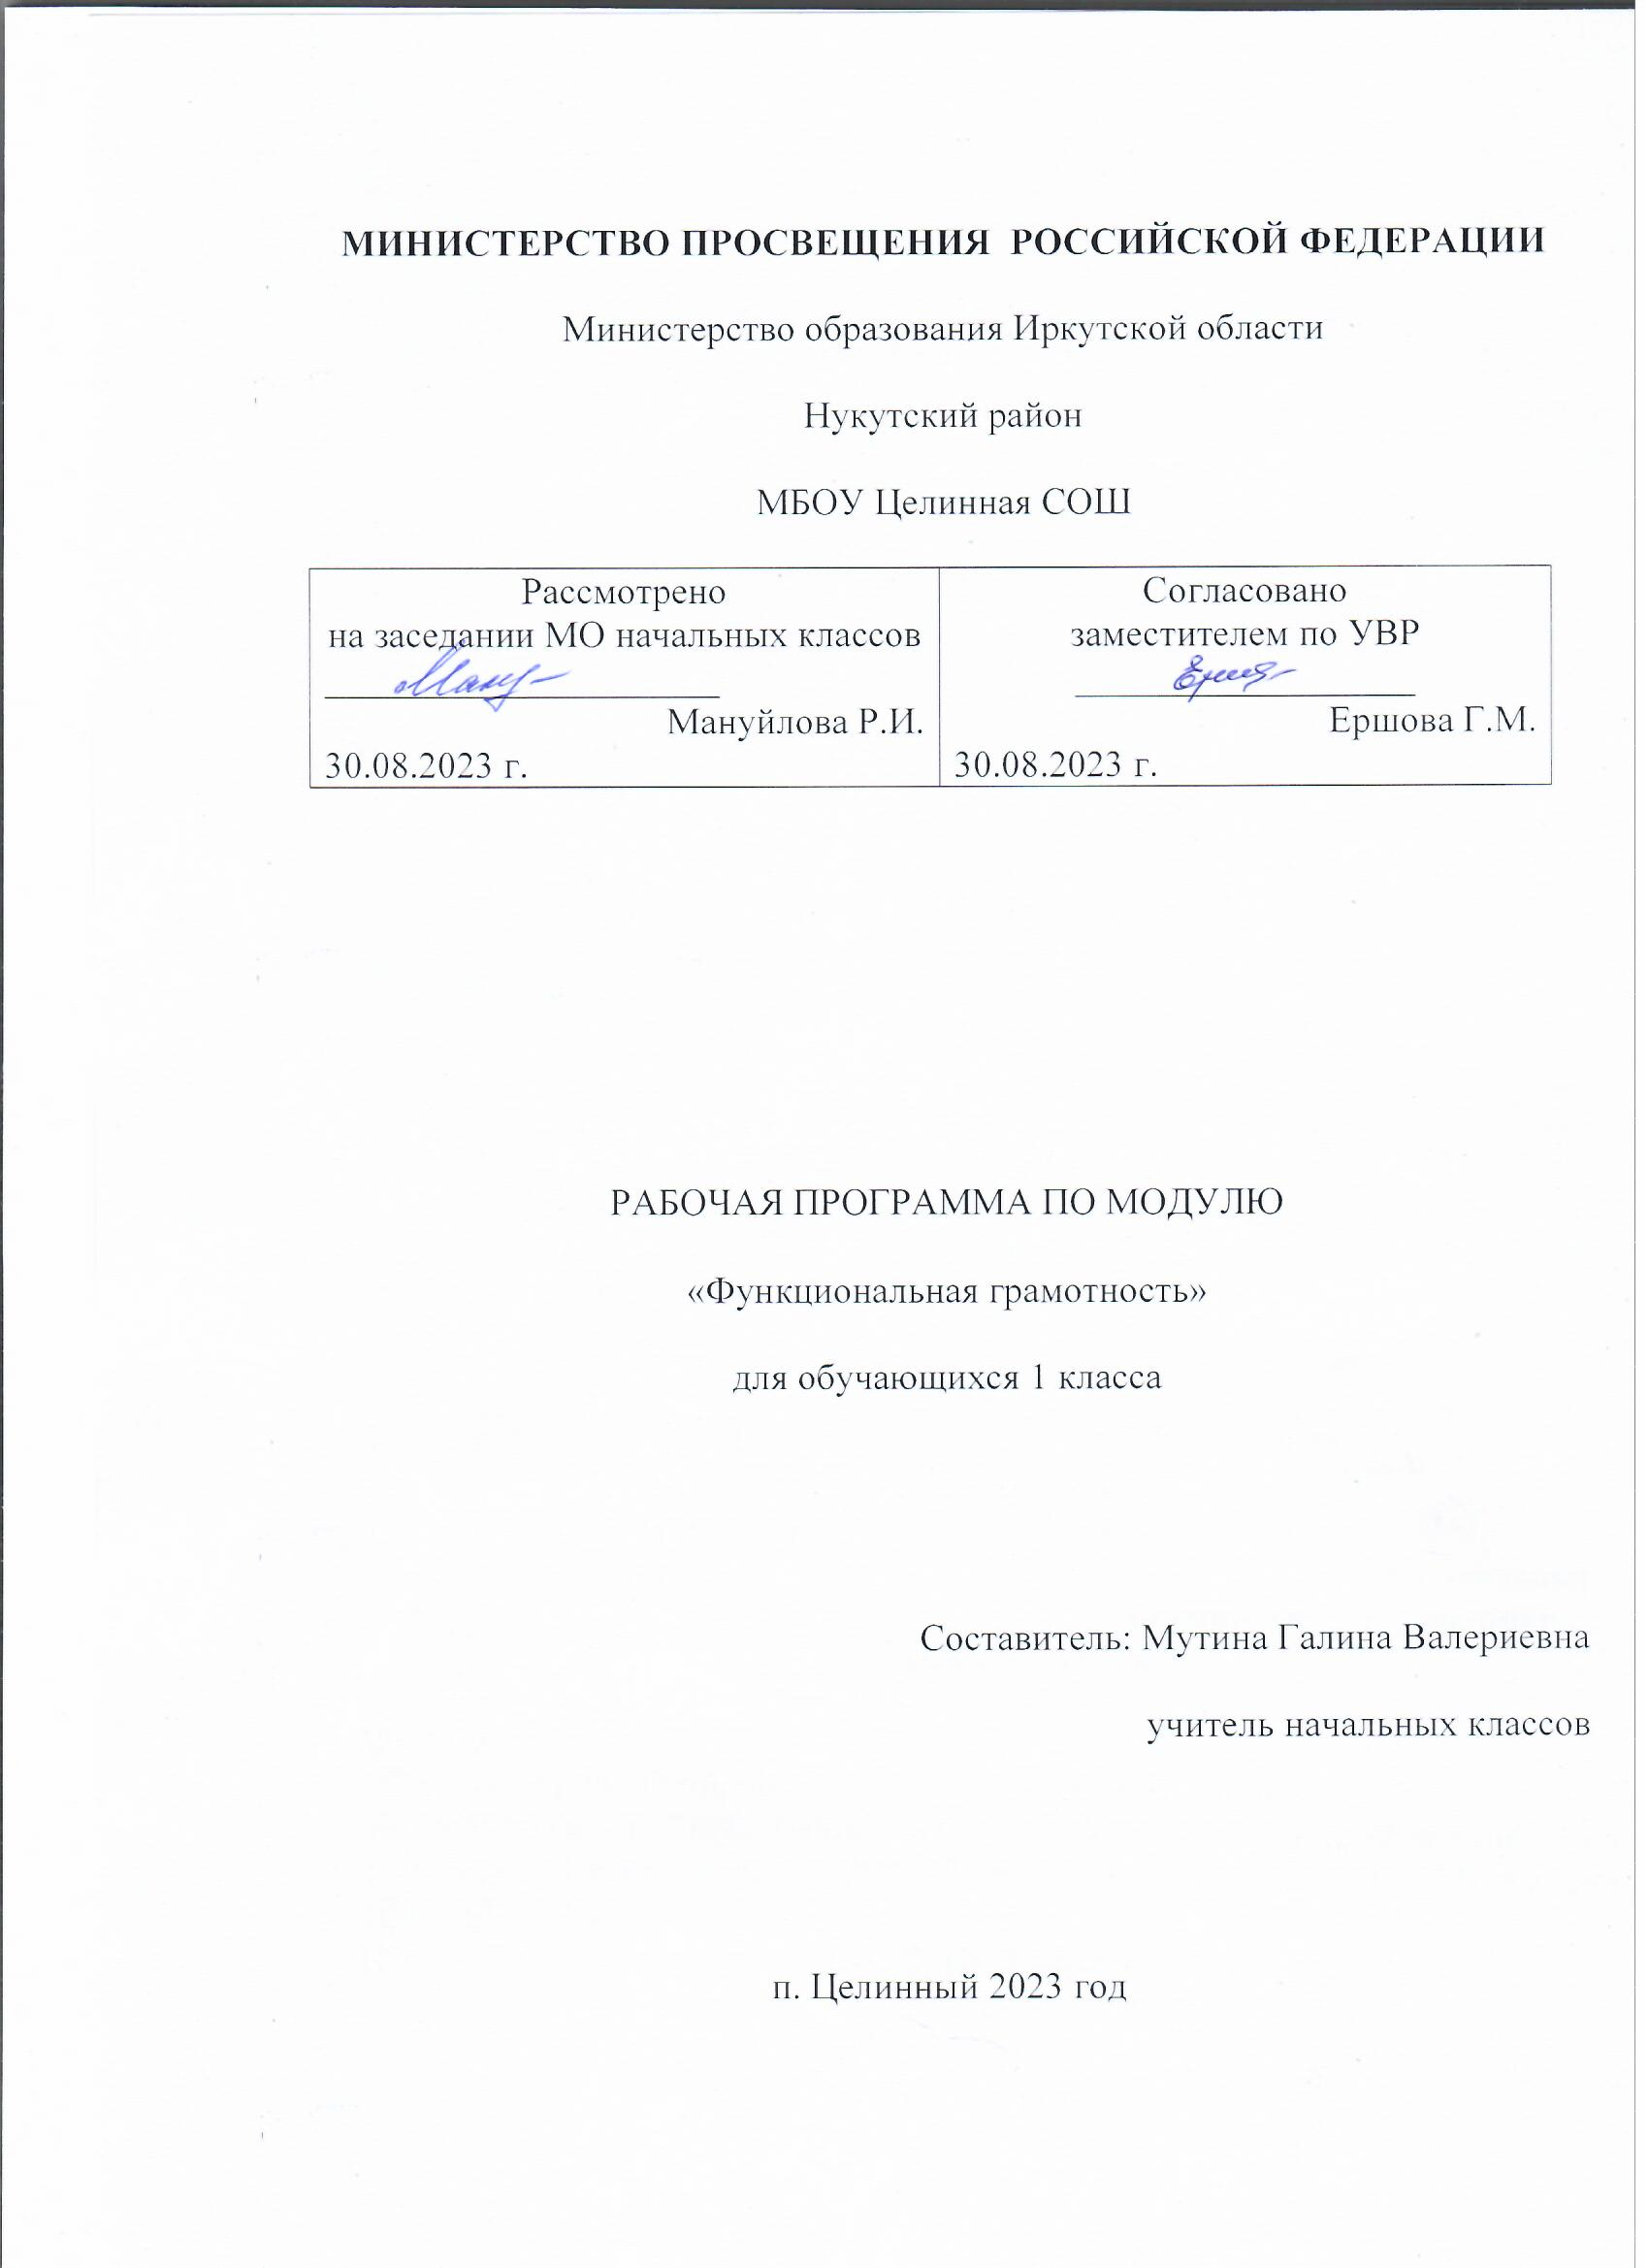 МИНИСТЕРСТВО ПРОСВЕЩЕНИЯ РОССИЙСКОЙ ФЕДЕРАЦИИ
Министерство образования Иркутской области
Нукутский район
МБОУ Целинная СОШ
Рассмотрено
на заседании МО начальных классов
Мануйлова Р.И.
30.08.2023 г.
Согласовано
заместителем по УВР
Ершова Г.М.
30.08.2023 г.
РАБОЧАЯ ПРОГРАММА ПО МОДУЛЮ
«Функциональная грамотность»
для обучающихся 1 класса
Составитель: Мутина Галина Валериевна
учитель начальных классов
п. Целинный 2023 год